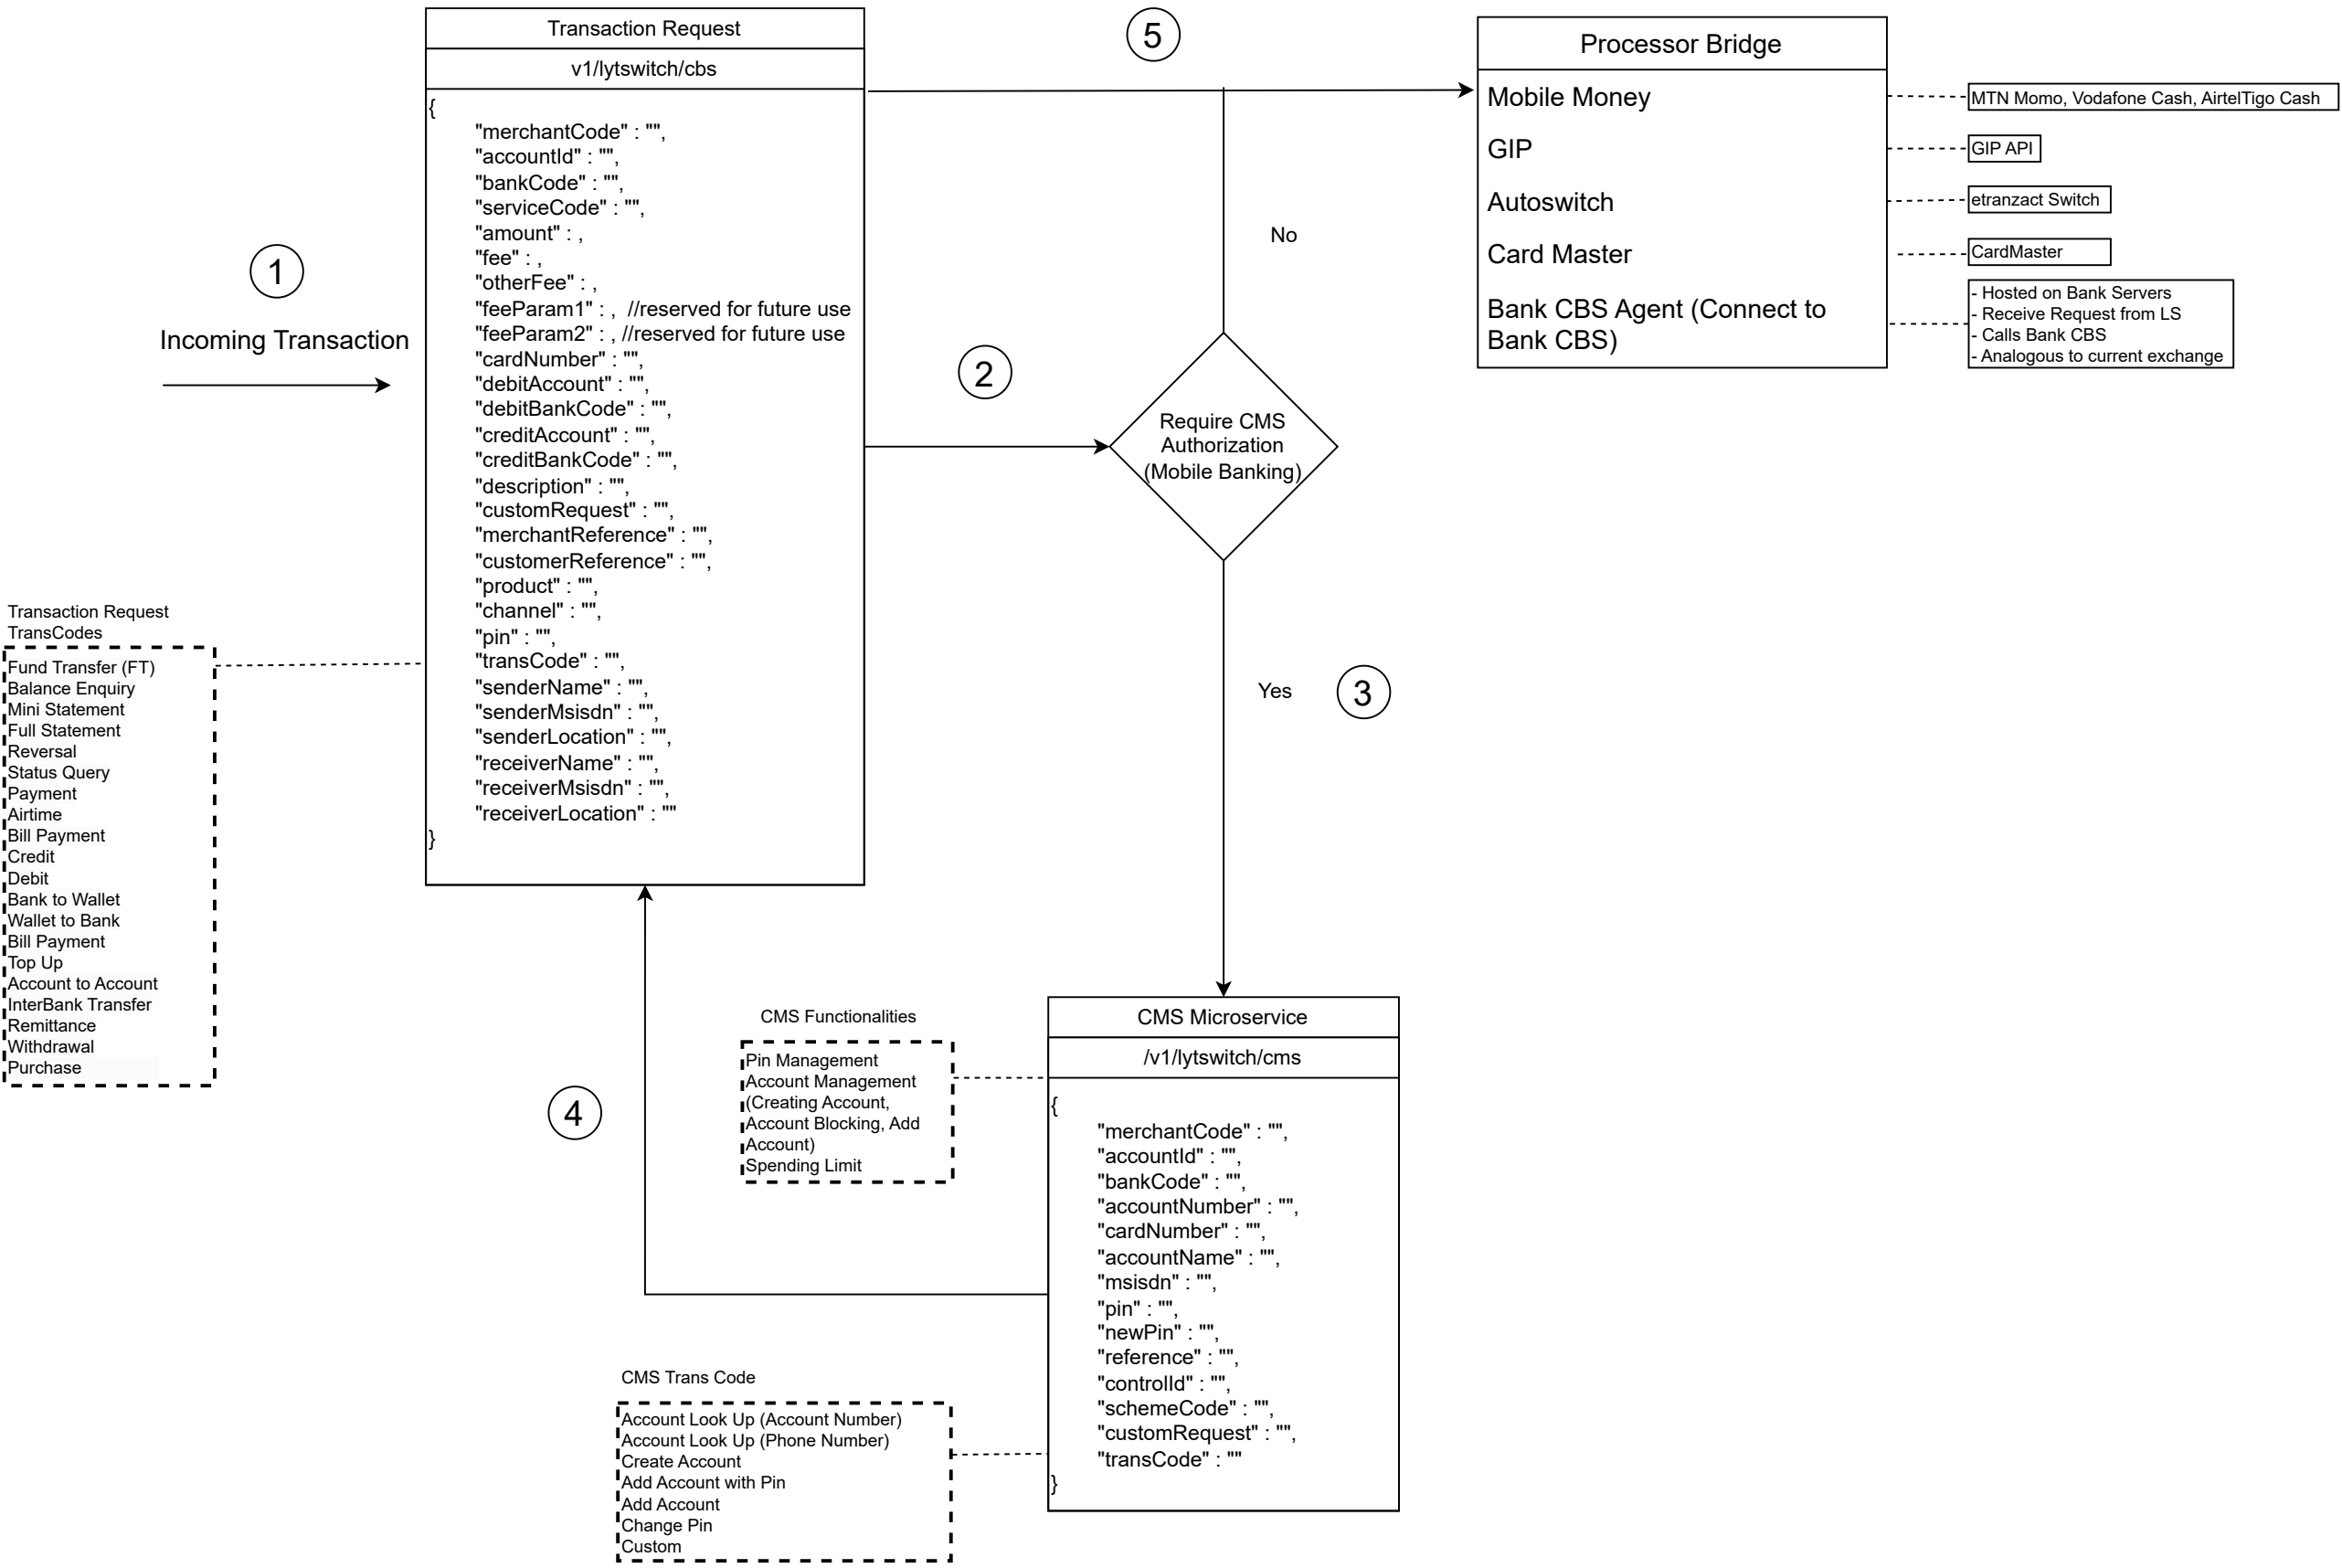 Transaction Request
v1/lytswitch/cbs
{
"merchantCode" : "",
"accountId" : "",
"bankCode" : "",
"serviceCode" : "",
"amount" : ,
"fee" : ,
"otherFee" : ,
"feeParam1" : ,  //reserved for future use
"feeParam2" : , //reserved for future use
"cardNumber" : "",
"debitAccount" : "",
"debitBankCode" : "",
"creditAccount" : "",
"creditBankCode" : "",
"description" : "",
"customRequest" : "",
"merchantReference" : "",
"customerReference" : "",
"product" : "",
"channel" : "",
"pin" : "",
"transCode" : "",
"senderName" : "",
"senderMsisdn" : "",
"senderLocation" : "",
"receiverName" : "",
"receiverMsisdn" : "",
"receiverLocation" : ""
}
1
Incoming Transaction
Transaction Request
TransCodes
Fund Transfer (FT)
Balance Enquiry
Mini Statement
Full Statement
Reversal
Status Query
Payment
Airtime
Bill Payment
Credit
Debit
Bank to Wallet
Wallet to Bank
Bill Payment
Top Up
Account to Account
InterBank Transfer
Remittance
Withdrawal
Purchase
2
Require CMS
Authorization
(Mobile Banking)
No
Yes
3
5
Processor Bridge
Mobile Money
GIP
Autoswitch
Card Master
Bank CBS Agent (Connect to
Bank CBS)
MTN Momo, Vodafone Cash, AirtelTigo Cash
GIP API
etranzact Switch
CardMaster
- Hosted on Bank Servers
- Receive Request from LS
- Calls Bank CBS
- Analogous to current exchange
4
CMS Functionalities
Pin Management
Account Management
(Creating Account,
Account Blocking, Add
Account)
Spending Limit
CMS Microservice
/v1/lytswitch/cms
{
"merchantCode" : "",
"accountId" : "",
"bankCode" : "",
"accountNumber" : "",
"cardNumber" : "",
"accountName" : "",
"msisdn" : "",
"pin" : "",
"newPin" : "",
"reference" : "",
"controlId" : "",
"schemeCode" : "",
"customRequest" : "",
"transCode" : ""
}
CMS Trans Code
Account Look Up (Account Number)
Account Look Up (Phone Number)
Create Account
Add Account with Pin
Add Account
Change Pin
Custom